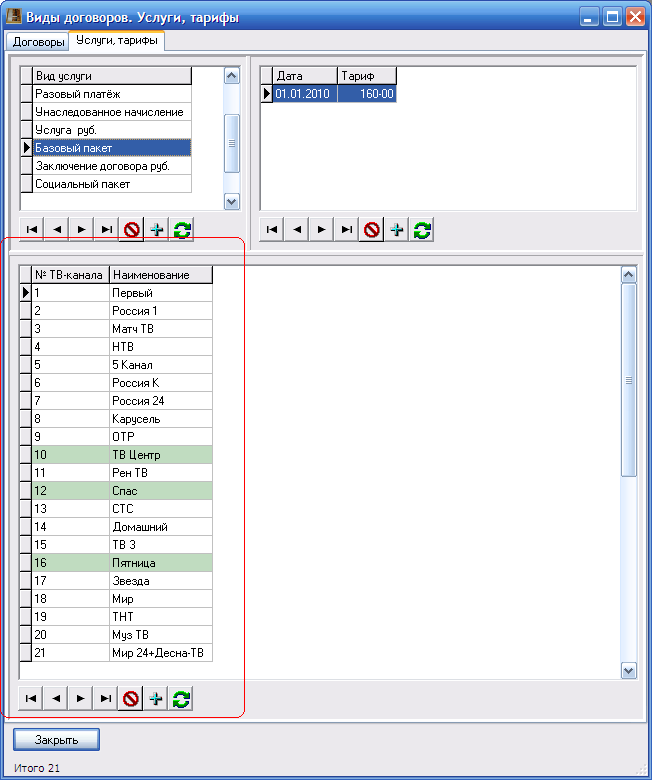 Виды договоров. Услуги, тарифы
Договоры Услуги, тарифы
Вид услуги
Разовый платёж
Унаследованное начисление
Услуга руб.
Базовый пакет
Заключение договора руб.
Социальный пакет
Дата Тариф
01.01.2010 160-00
№ ТВ-канала Наименование
1 Первый
2 Россия 1
3 Матч ТВ
4 НТВ
5 5 Канал
6 Россия К
7 Россия 24
8 Карусель
9 ОТР
10 ТВ Центр
11 Рен ТВ
12 Спас
13 СТС
14 Домашний
15 ТВ 3
16 Пятница
17 Звезда
18 Мир
19 ТНТ
20 Муз ТВ
21 Мир 24+Десна-ТВ
Закрыть
Итого 21